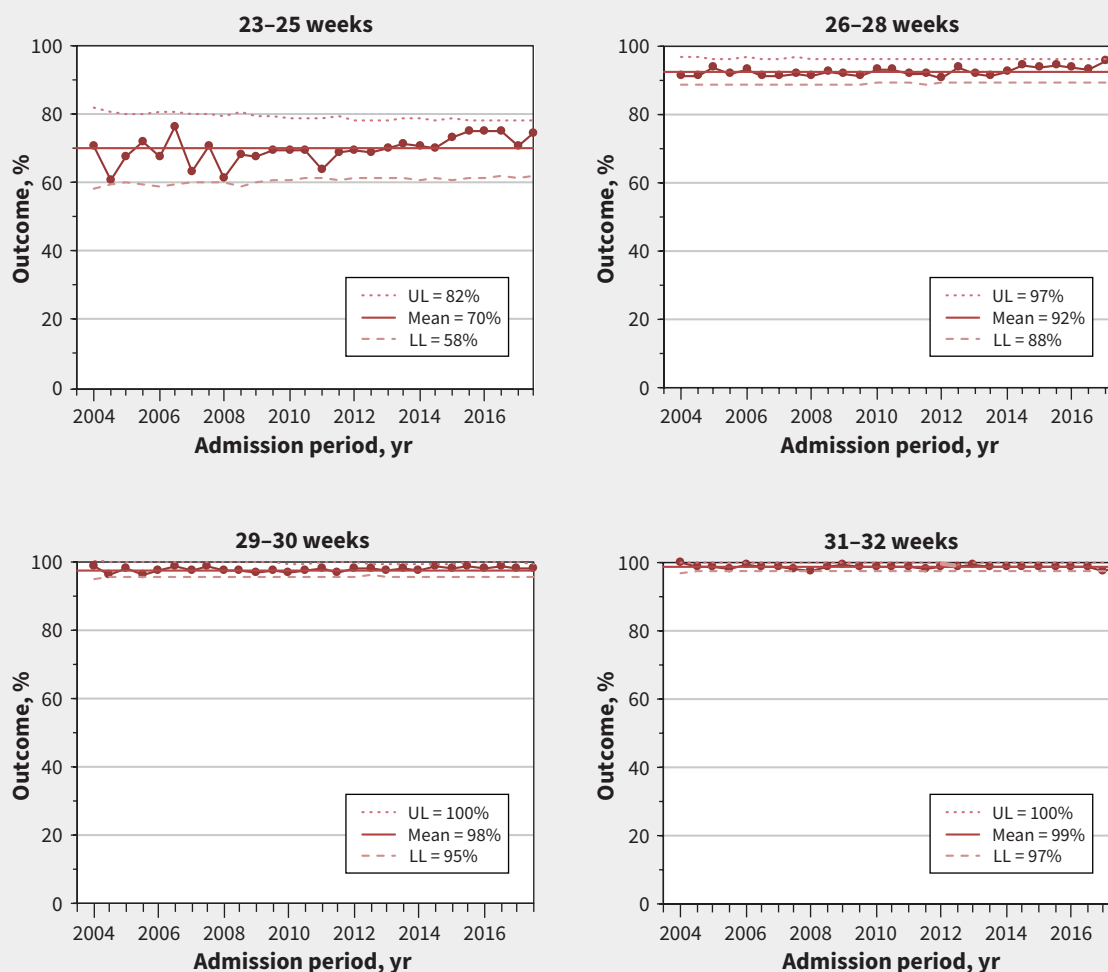 23–25 weeks
100
80
60
40
20
0
Outcome, %
UL = 82%
Mean = 70%
LL = 58%
2004 2006 2008 2010 2012 2014 2016
Admission period, yr
26–28 weeks
100
80
60
40
20
0
Outcome, %
UL = 97%
Mean = 92%
LL = 88%
2004 2006 2008 2010 2012 2014 2016
Admission period, yr
29–30 weeks
100
80
60
40
20
0
Outcome, %
UL = 100%
Mean = 98%
LL = 95%
2004 2006 2008 2010 2012 2014 2016
Admission period, yr
31–32 weeks
100
80
60
40
20
0
Outcome, %
UL = 100%
Mean = 99%
LL = 97%
2004 2006 2008 2010 2012 2014 2016
Admission period, yr